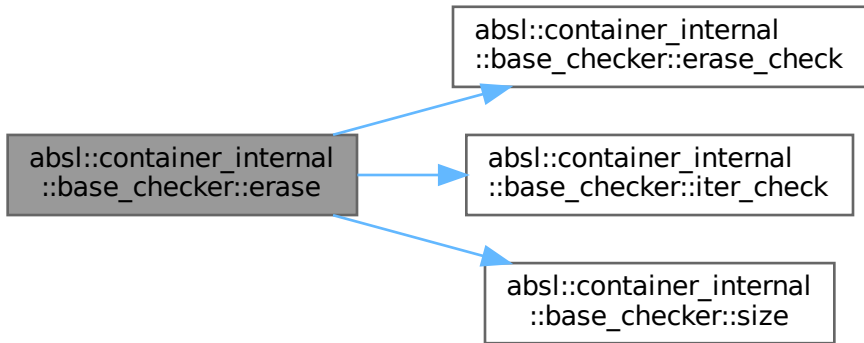 absl::container_internal
::base_checker::erase_check
absl::container_internal
::base_checker::erase
absl::container_internal
::base_checker::iter_check
absl::container_internal
::base_checker::size